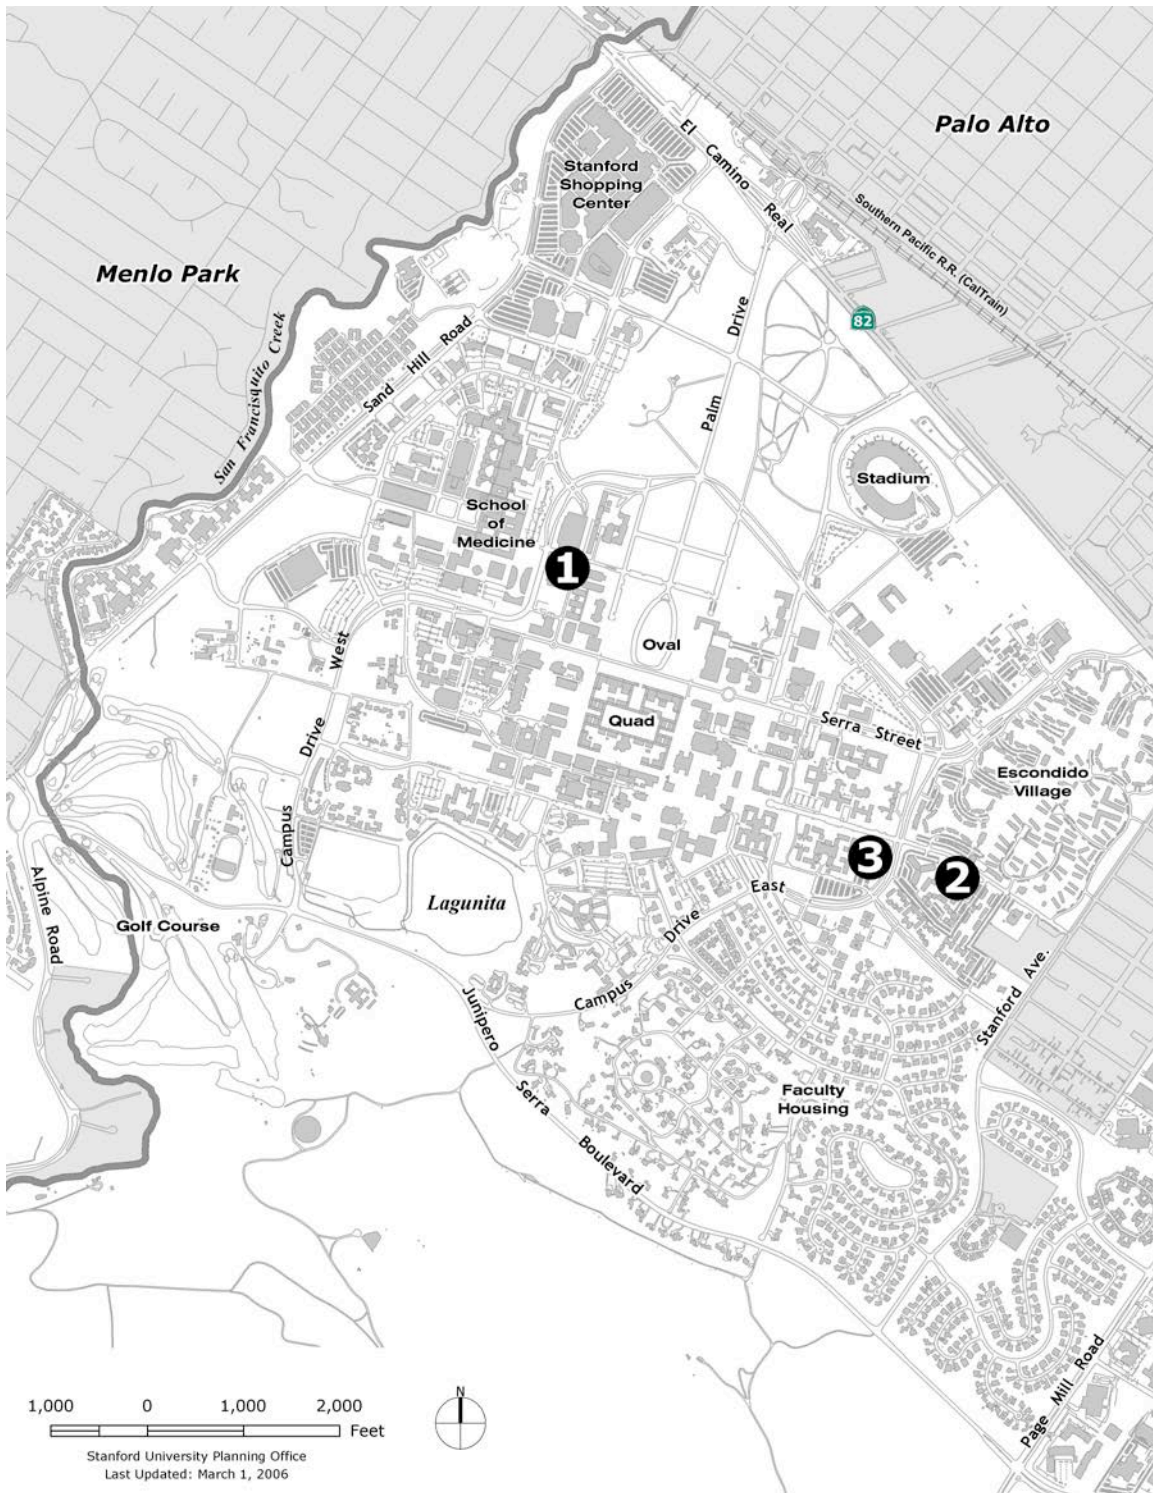 Palo Alto
El Camino Real
Stanford
Shopping
Center
Southern Pacific R.R. (CalTrain)
Menlo Park
82
Palm Drive
San Francisquito Creek
Sand Hill Road
Stadium
School
of
Medicine
1
Oval
Campus Drive West
Quad
Serra Street
Escondido
Village
3
2
Alpine Road
Golf Course
Lagunita
Campus Drive East
Stanford Ave.
Junipero Serra Boulevard
Faculty
Housing
Page Mill Road
N
1,000 0 1,000 2,000
Feet
Stanford University Planning Office
Last Updated: March 1, 2006